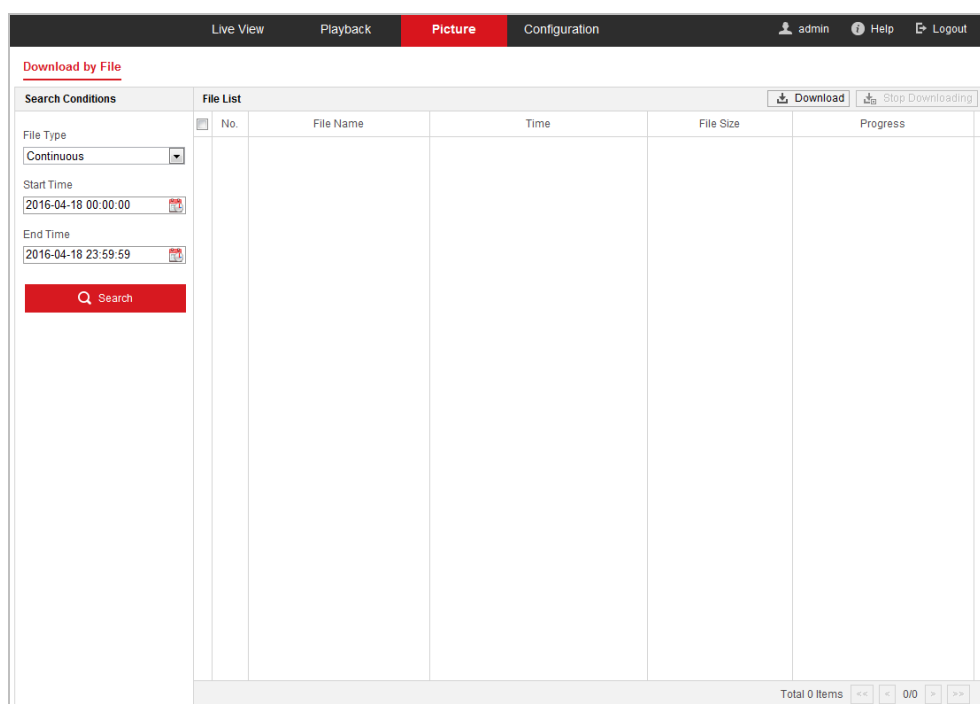 Live View Playback Picture Configuration admin Help Logout
Download by File
Search Conditions File List Download Stop Downloading
No. File Name Time File Size Progress
File Type
Continuous
Start Time
2016-04-18 00:00:00
End Time
2016-04-18 23:59:59
Search
Total 0 Items << < 0/0 > >>